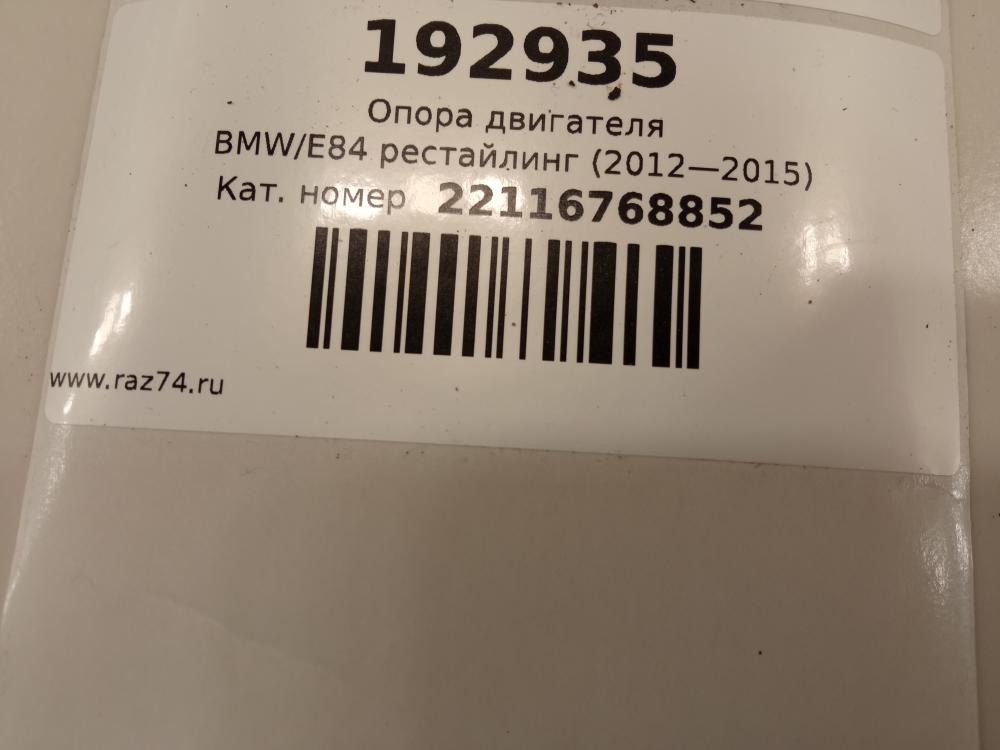 192935
Опора двигателя
BMW/E84 рестайлинг (2012—2015)
Кат. номер 22116768852
www.raz74.ru